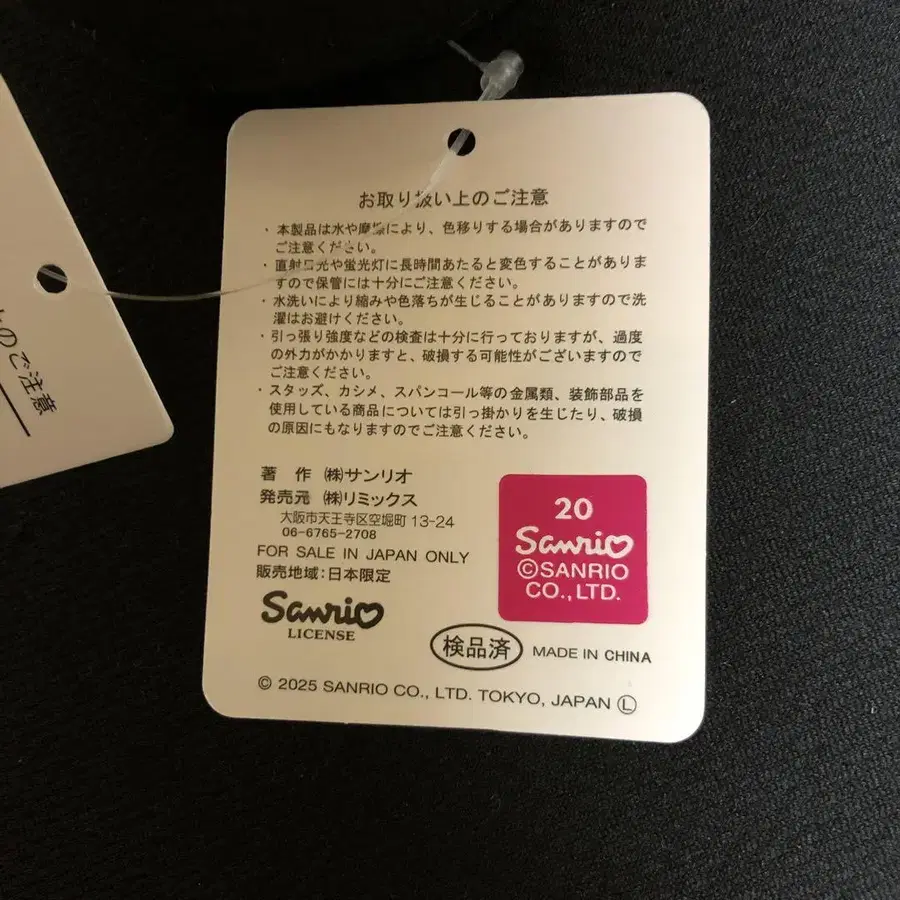 お取り扱い上のご注意
・本製品は水や摩擦により、色移りする場合がありますので
ご注意ください。
・直射日光や蛍光灯に長時間あたると変色することがありま
すので保管には十分にご注意ください。
・水洗いにより縮みや色落ちが生じることがありますので洗
濯はお避けください。
・引っ張り強度などの検査は十分に行っておりますが、過度
の外力がかかりますと、破損する可能性がございますので
ご注意ください。
・スタッズ、カシメ、スパンコール等の金属類、装飾部品を
使用している商品については引っ掛かりを生じたり、破損
の原因にもなりますのでご注意ください。
著 作 ㈱サンリオ
発売元 ㈱リミックス
大阪市天王寺区空堀町 13-24
06-6765-2708
FOR SALE IN JAPAN ONLY
販売地域:日本限定
Sanrio
LICENSE
20
Sanrio
©SANRIO
CO., LTD.
検品済
MADE IN CHINA
© 2025 SANRIO CO., LTD. TOKYO, JAPAN Ⓛ
のご注意